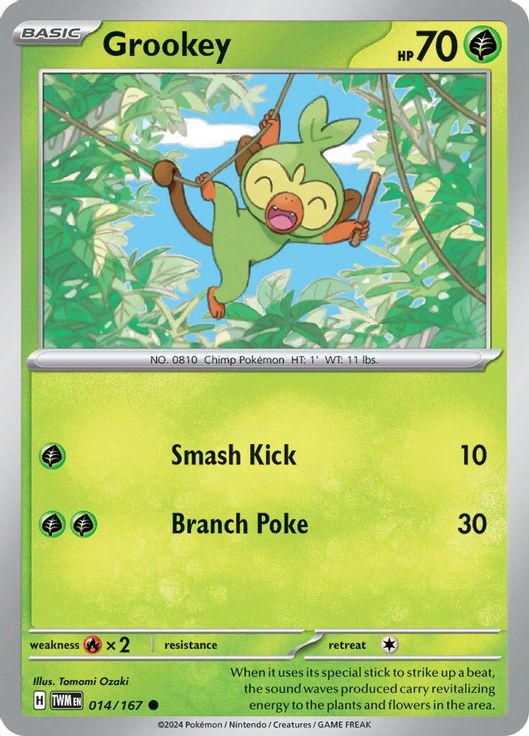 BASIC
Grookey
HP 70
NO. 0810 Chimp Pokémon HT: 1' WT: 11 lbs.
Smash Kick 10
Branch Poke 30
weakness × 2 resistance retreat
Illus. Tomomi Ozaki
When it uses its special stick to strike up a beat,
the sound waves produced carry revitalizing
energy to the plants and flowers in the area.
H TWM EN 014/167
©2024 Pokémon / Nintendo / Creatures / GAME FREAK